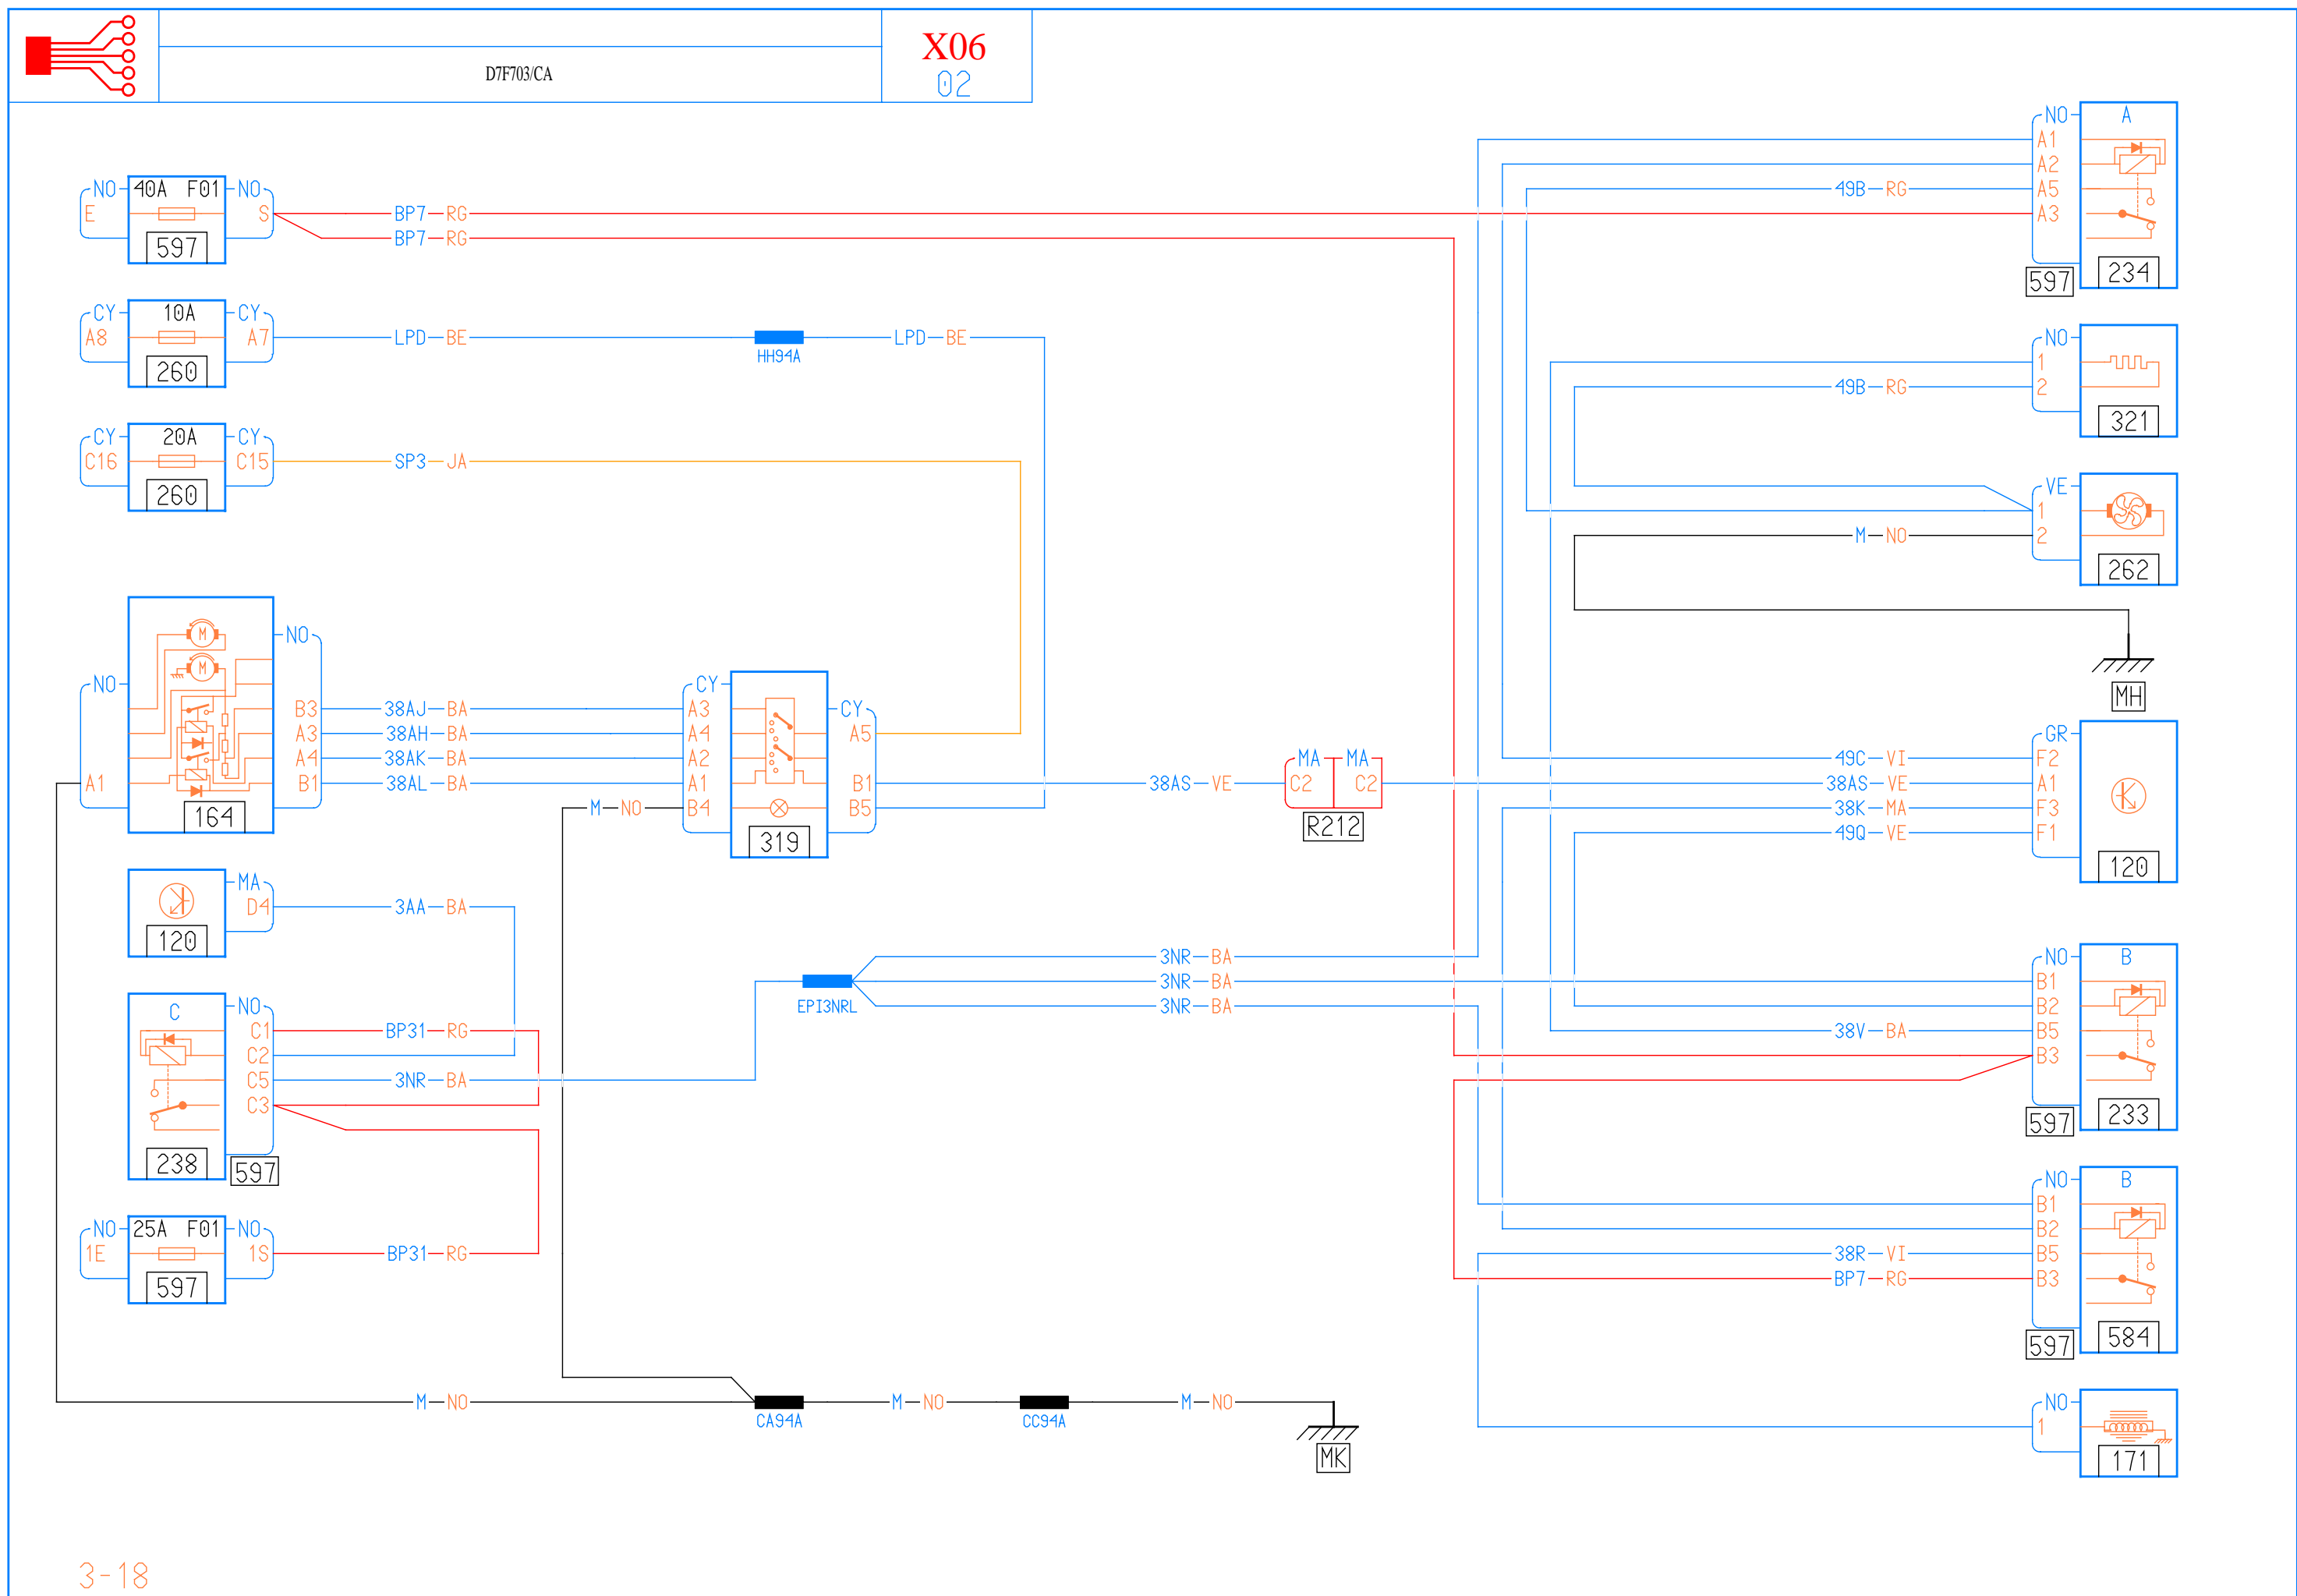 D7F703/CA
X06
02
NO 40A F01 NO
E S
597
BP7 RG
BP7 RG
CY 10A CY
A8 A7
260
LPD BE
HH94A
LPD BE
CY 20A CY
C16 C15
260
SP3 JA
M
M
NO
NO
A1
B3
A3
A4
B1
164
38AJ BA
38AH BA
38AK BA
38AL BA
M NO
CY
A3
A4
A2
A1
B4
319
CY
A5
B1
B5
38AS VE
MA MA
C2 C2
R212
MA
D4
120
3AA BA
C
NO
C1
C2
C5
C3
238
597
BP31 RG
3NR BA
EPI3NRL
3NR BA
3NR BA
3NR BA
NO 25A F01 NO
1E 1S
597
BP31 RG
M NO
CA94A
M NO
CC94A
M NO
MK
NO A
A1
A2
49B RG A5
A3
597 234
NO
1
49B RG 2
321
VE
1
M NO 2
262
MH
GR
49C VI F2
38AS VE A1
38K MA F3
49Q VE F1
120
NO B
B1
B2
38V BA B5
B3
597 233
NO B
B1
B2
38R VI B5
BP7 RG B3
597 584
NO
1
171
3-18